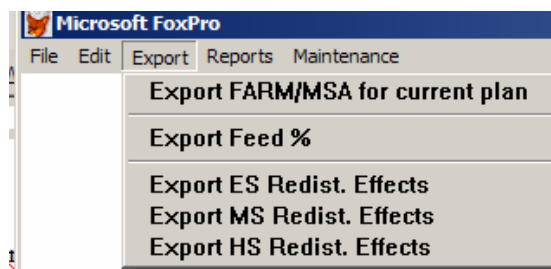 Microsoft FoxPro
File Edit Export Reports Maintenance
Export FARM/MSA for current plan
Export Feed %
Export ES Redist. Effects
Export MS Redist. Effects
Export HS Redist. Effects